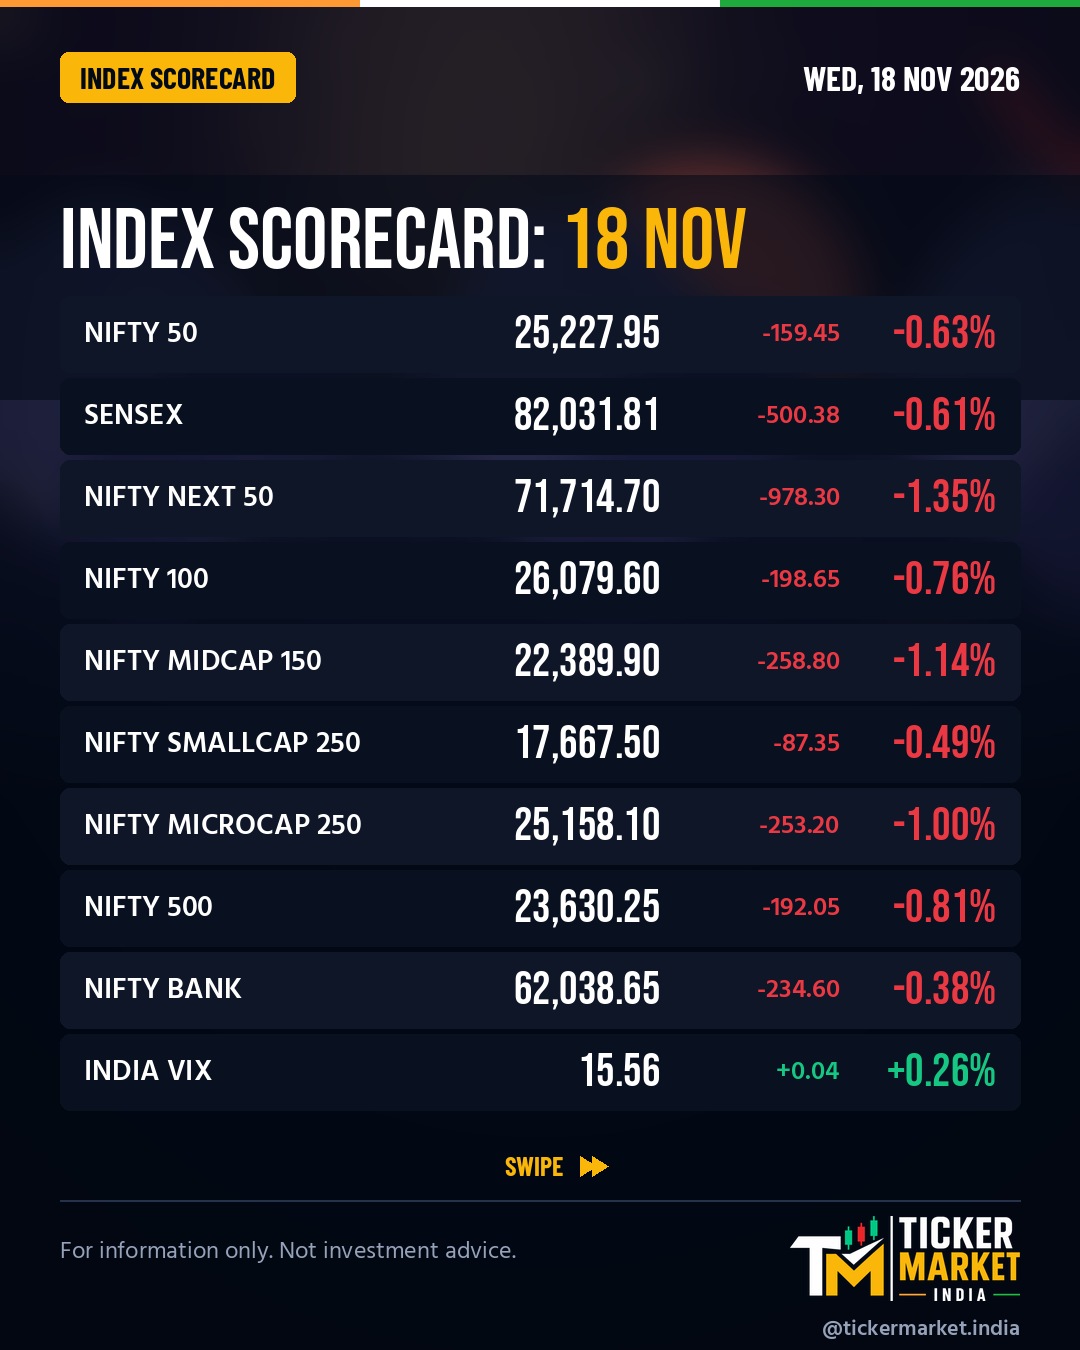 INDEX SCORECARD
WED, 18 NOV 2026
INDEX SCORECARD: 18 NOV
NIFTY 50 25,227.95 -159.45 -0.63%
SENSEX 82,031.81 -500.38 -0.61%
NIFTY NEXT 50 71,714.70 -978.30 -1.35%
NIFTY 100 26,079.60 -198.65 -0.76%
NIFTY MIDCAP 150 22,389.90 -258.80 -1.14%
NIFTY SMALLCAP 250 17,667.50 -87.35 -0.49%
NIFTY MICROCAP 250 25,158.10 -253.20 -1.00%
NIFTY 500 23,630.25 -192.05 -0.81%
NIFTY BANK 62,038.65 -234.60 -0.38%
INDIA VIX 15.56 +0.04 +0.26%
SWIPE
For information only. Not investment advice.
TM
TICKER
MARKET
INDIA
@tickermarket.india